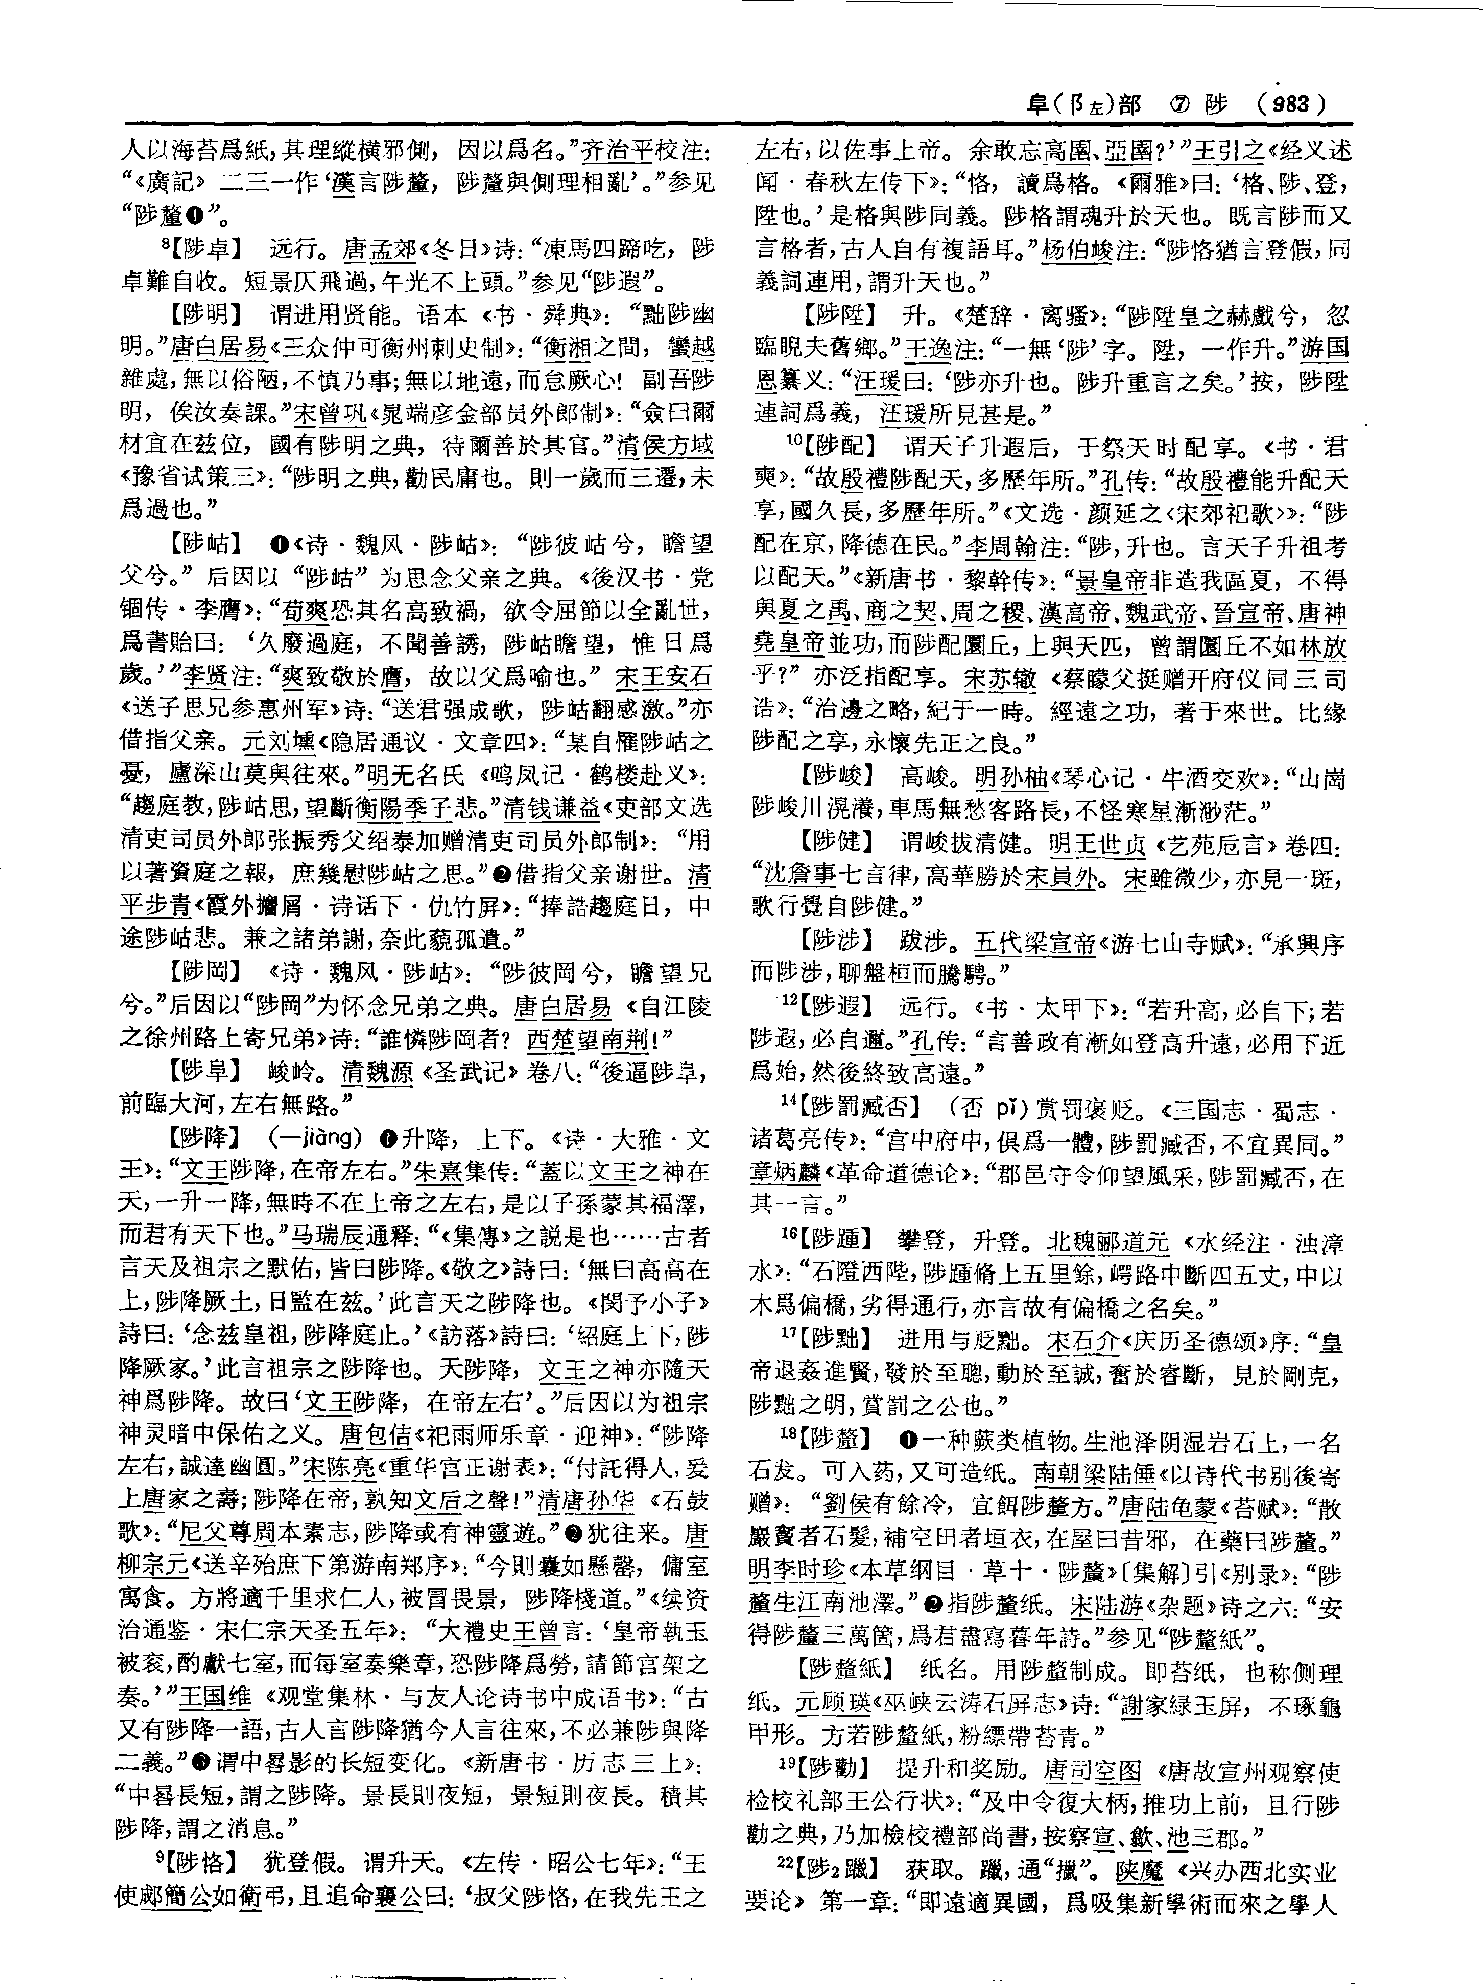 阜(阝左)部 ⑦ 陟 (983)
人以海苔爲紙，其理縱橫邪側，因以爲名。”齐治平校注：
“《廣記》二三一作‘漢言陟釐，陟釐與側理相亂’。”参见
“陟釐❶”。
⁸【陟卓】 远行。唐孟郊《冬日》诗：“凍馬四蹄吃，陟
卓難自收。短景仄飛過，午光不上頭。”参见“陟遐”。
【陟明】 谓进用贤能。语本《书·舜典》：“黜陟幽
明。”唐白居易《三众仲可衡州刺史制》：“衡湘之間，蠻越
雜處，無以俗陋，不慎乃事；無以地遠，而怠厥心！副吾陟
明，俟汝奏課。”宋曾巩《晁端彦金部员外郎制》：“僉曰爾
材宜在兹位，國有陟明之典，待爾善於其官。”清侯方域
《豫省试策三》：“陟明之典，勸民庸也。則一歲而三遷，未
爲過也。”
【陟岵】 ❶《诗·魏风·陟岵》：“陟彼岵兮，瞻望
父兮。”后因以“陟岵”为思念父亲之典。《後汉书·党
锢传·李膺》：“荀爽恐其名高致禍，欲令屈節以全亂世，
爲書貽曰：‘久廢過庭，不聞善誘，陟岵瞻望，惟日爲
歲。’”李贤注：“爽致敬於膺，故以父爲喻也。”宋王安石
《送子思兄参惠州军》诗：“送君强成歌，陟岵翻感激。”亦
借指父亲。元刘壎《隐居通议·文章四》：“某自罹陟岵之
憂，廬深山莫與往來。”明无名氏《鸣凤记·鹤楼赴义》：
“趨庭教，陟岵思，望斷衡陽季子悲。”清钱谦益《吏部文选
清吏司员外郎张振秀父绍泰加赠清吏司员外郎制》：“用
以著資庭之報，庶幾慰陟岵之思。”❷借指父亲谢世。清
平步青《霞外攟屑·诗话下·仇竹屏》：“捧誥趨庭日，中
途陟岵悲。兼之諸弟謝，奈此藐孤遺。”
【陟岡】 《诗·魏风·陟岵》：“陟彼岡兮，瞻望兄
兮。”后因以“陟岡”为怀念兄弟之典。唐白居易《自江陵
之徐州路上寄兄弟》诗：“誰憐陟岡者？西楚望南荆！”
【陟阜】 峻岭。清魏源《圣武记》卷八：“後逼陟阜，
前臨大河，左右無路。”
【陟降】 （—jiàng）❶升降，上下。《诗·大雅·文
王》：“文王陟降，在帝左右。”朱熹集传：“蓋以文王之神在
天，一升一降，無時不在上帝之左右，是以子孫蒙其福澤，
而君有天下也。”马瑞辰通释：“《集傳》之説是也……古者
言天及祖宗之默佑，皆曰陟降。《敬之》詩曰：‘無曰高高在
上，陟降厥土，日監在兹。’此言天之陟降也。《閔予小子》
詩曰：‘念兹皇祖，陟降庭止。’《訪落》詩曰：‘紹庭上下，陟
降厥家。’此言祖宗之陟降也。天陟降，文王之神亦隨天
神爲陟降。故曰‘文王陟降，在帝左右’。”后因以为祖宗
神灵暗中保佑之义。唐包佶《祀雨师乐章·迎神》：“陟降
左右，誠達幽圓。”宋陈亮《重华宫正谢表》：“付託得人，爰
上唐家之壽；陟降在帝，孰知文后之聲！”清唐孙华《石鼓
歌》：“尼父尊周本素志，陟降或有神靈遊。”❷犹往来。唐
柳宗元《送辛殆庶下第游南郑序》：“今則囊如懸罄，傭室
寓食。方將適千里求仁人，被冒畏景，陟降棧道。”《续资
治通鉴·宋仁宗天圣五年》：“大禮史王曾言：‘皇帝執玉
被衮，酌獻七室，而每室奏樂章，恐陟降爲勞，請節宫架之
奏。’”王国维《观堂集林·与友人论诗书中成语书》：“古
又有陟降一語，古人言陟降猶今人言往來，不必兼陟與降
二義。”❸谓中晷影的长短变化。《新唐书·历志三上》：
“中晷長短，謂之陟降。景長則夜短，景短則夜長。積其
陟降，謂之消息。”
⁹【陟恪】 犹登假。谓升天。《左传·昭公七年》：“王
使郕簡公如衛弔，且追命襄公曰：‘叔父陟恪，在我先王之
左右，以佐事上帝。余敢忘高圉、亞圉？’”王引之《经义述
闻·春秋左传下》：“恪，讀爲格。《爾雅》曰：‘格、陟、登，
陞也。’是格與陟同義。陟格謂魂升於天也。既言陟而又
言格者，古人自有複語耳。”杨伯峻注：“陟恪猶言登假，同
義詞連用，謂升天也。”
【陟陞】 升。《楚辞·离骚》：“陟陞皇之赫戲兮，忽
臨睨夫舊鄉。”王逸注：“一無‘陟’字。陞，一作升。”游国
恩纂义：“汪瑗曰：‘陟亦升也。陟升重言之矣。’按，陟陞
連詞爲義，汪瑗所見甚是。”
¹⁰【陟配】 谓天子升遐后，于祭天时配享。《书·君
奭》：“故殷禮陟配天，多歷年所。”孔传：“故殷禮能升配天
享，國久長，多歷年所。”《文选·颜延之〈宋郊祀歌〉》：“陟
配在京，降德在民。”李周翰注：“陟，升也。言天子升祖考
以配天。”《新唐书·黎幹传》：“景皇帝非造我區夏，不得
與夏之禹、商之契、周之稷、漢高帝、魏武帝、晉宣帝、唐神
堯皇帝並功，而陟配圜丘，上與天匹，曾謂圜丘不如林放
乎？”亦泛指配享。宋苏辙《蔡矇父挺赠开府仪同三司
诰》：“治邊之略，紀于一時。經遠之功，著于來世。比緣
陟配之享，永懷先正之良。”
【陟峻】 高峻。明孙柚《琴心记·牛酒交欢》：“山崗
陟峻川滉瀁，車馬無愁客路長，不怪寒星漸渺茫。”
【陟健】 谓峻拔清健。明王世贞《艺苑卮言》卷四：
“沈詹事七言律，高華勝於宋員外。宋雖微少，亦見一斑，
歌行覺自陟健。”
【陟涉】 跋涉。五代梁宣帝《游七山寺赋》：“承興序
而陟涉，聊盤桓而騰騁。”
¹²【陟遐】 远行。《书·太甲下》：“若升高，必自下；若
陟遐，必自邇。”孔传：“言善政有漸如登高升遠，必用下近
爲始，然後終致高遠。”
¹⁴【陟罰臧否】 （否 pǐ）赏罚褒贬。《三国志·蜀志·
诸葛亮传》：“宫中府中，俱爲一體，陟罰臧否，不宜異同。”
章炳麟《革命道德论》：“郡邑守令仰望風采，陟罰臧否，在
其一言。”
¹⁶【陟踵】 攀登，升登。北魏郦道元《水经注·浊漳
水》：“石隥西陛，陟踵脩上五里餘，崿路中斷四五丈，中以
木爲偏橋，劣得通行，亦言故有偏橋之名矣。”
¹⁷【陟黜】 进用与贬黜。宋石介《庆历圣德颂》序：“皇
帝退姦進賢，發於至聰，動於至誠，奮於睿斷，見於剛克，
陟黜之明，賞罰之公也。”
¹⁸【陟釐】 ❶一种蕨类植物。生池泽阴湿岩石上，一名
石发。可入药，又可造纸。南朝梁陆倕《以诗代书别後寄
赠》：“劉侯有餘冷，宜餌陟釐方。”唐陆龟蒙《苔赋》：“散
巖竇者石髮，補空田者垣衣，在屋曰昔邪，在藥曰陟釐。”
明李时珍《本草纲目·草十·陟釐》〔集解〕引《别录》：“陟
釐生江南池澤。”❷指陟釐纸。宋陆游《杂题》诗之六：“安
得陟釐三萬箇，爲君盡寫暮年詩。”参见“陟釐紙”。
【陟釐紙】 纸名。用陟釐制成。即苔纸，也称侧理
纸。元顾瑛《巫峡云涛石屏志》诗：“謝家緑玉屏，不琢龜
甲形。方若陟釐紙，粉縹帶苔青。”
¹⁹【陟勸】 提升和奖励。唐司空图《唐故宣州观察使
检校礼部王公行状》：“及中令復大柄，推功上前，且行陟
勸之典，乃加檢校禮部尚書，按察宣、歙、池三郡。”
²²【陟₂躐】 获取。躐，通“擸”。陕魔《兴办西北实业
要论》第一章：“即遠適異國，爲吸集新學術而來之學人